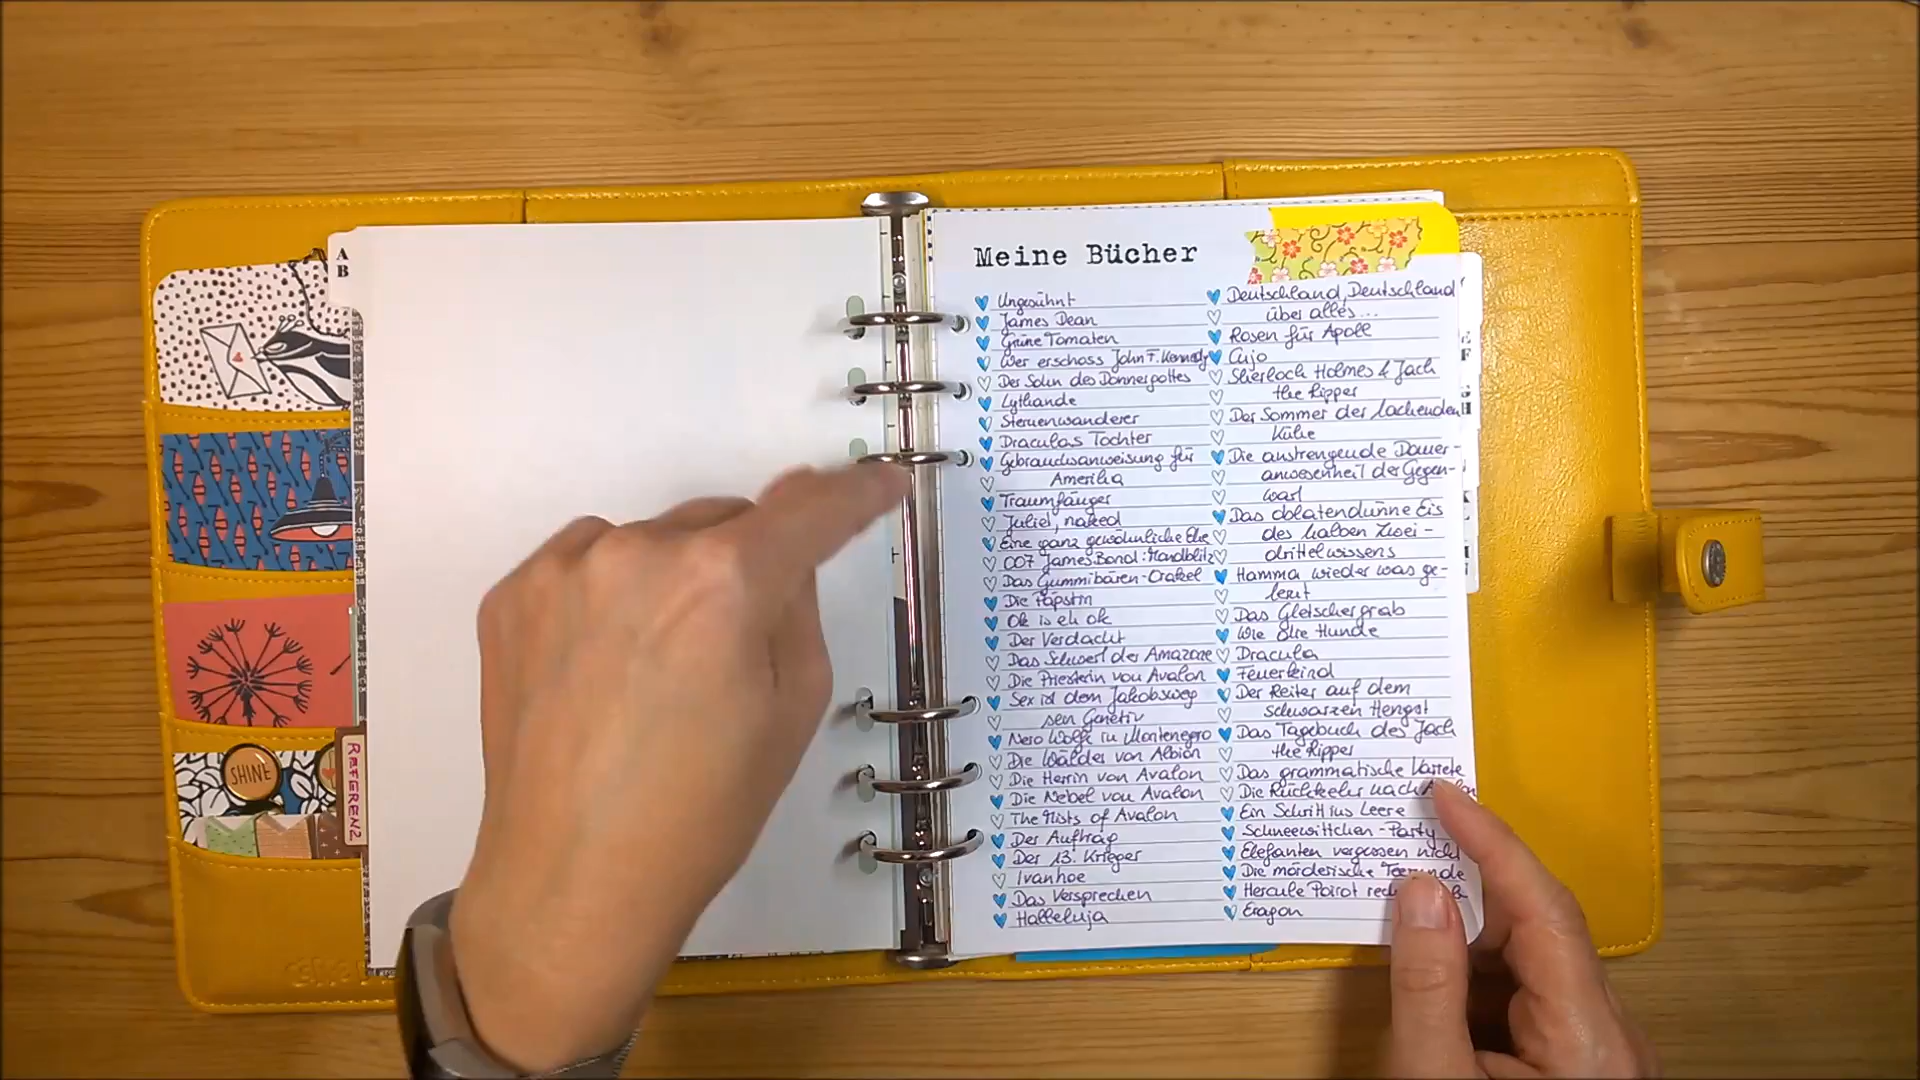 A
B
SHINE
REFERENZ
Meine Bücher
Ungesühnt
James Dean
Grüne Tomaten
Wer erschoss John F. Kennedy
Der Sohn des Donnergottes
Lythande
Sternenwanderer
Draculas Tochter
Gebrauchsanweisung für
Amerika
Traumfänger
Juliet, naked
Eine ganz gewöhnliche Ehe
007 James Bond: Mondblitz
Das Gummibären-Orakel
Die Päpstin
Ok is eh ok
Der Verdacht
Das Schwert der Amazone
Die Priesterin von Avalon
Sex ist dem Jakobsweg
sein Genetiv
Nero Wolfe in Montenegro
Die Wälder von Albion
Die Herrin von Avalon
Die Nebel von Avalon
The Mists of Avalon
Der Auftrag
Der 13. Krieger
Ivanhoe
Das Versprechen
Halleluja
Deutschland, Deutschland
über alles...
Rosen für Apoll
Cujo
Sherlock Holmes & Jack
the Ripper
Der Sommer der lachenden
Kühe
Die anstrengende Dauer-
anwesenheit der Gegen-
wart
Das oblatendünne Eis
des halben Zwei-
drittelwissens
Hamma wieder was ge-
lernt
Das Gletschergrab
Wie die Hunde
Dracula
Feuerkind
Der Reiter auf dem
schwarzen Hengst
Das Tagebuch des Jack
the Ripper
Das grammatische Variete
Die Rückkehr nach
Ein Schritt ins Leere
Schneewittchen-Party
Elefanten vergessen nicht
Die mörderische
Hercule Poirot
Eragon
E
F
H
K